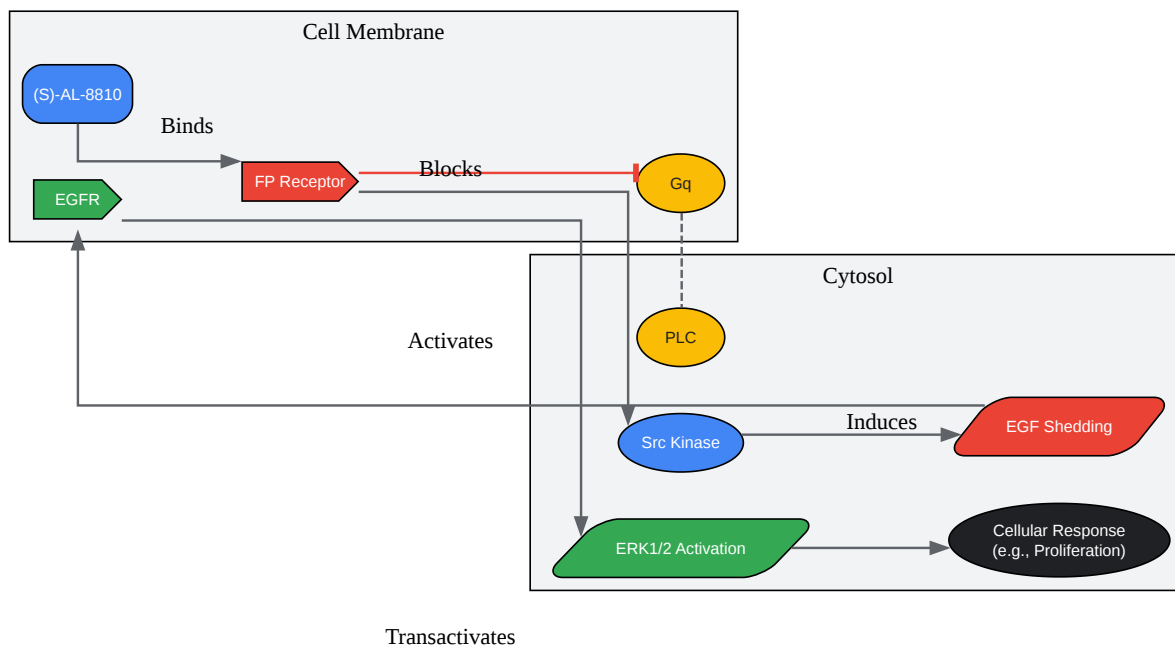 Cell Membrane
(S)-AL-8810
Binds
FP Receptor
Blocks
Gq
EGFR
Cytosol
PLC
Activates
Src Kinase
Induces
EGF Shedding
ERK1/2 Activation
Cellular Response
(e.g., Proliferation)
Transactivates